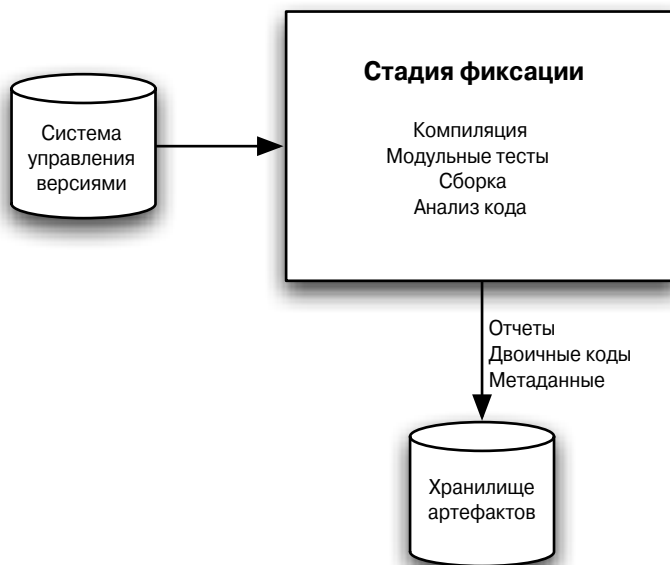 Стадия фиксации
Система
управления
версиями
Компиляция
Модульные тесты
Сборка
Анализ кода
Отчеты
Двоичные коды
Метаданные
Хранилище
артефактов